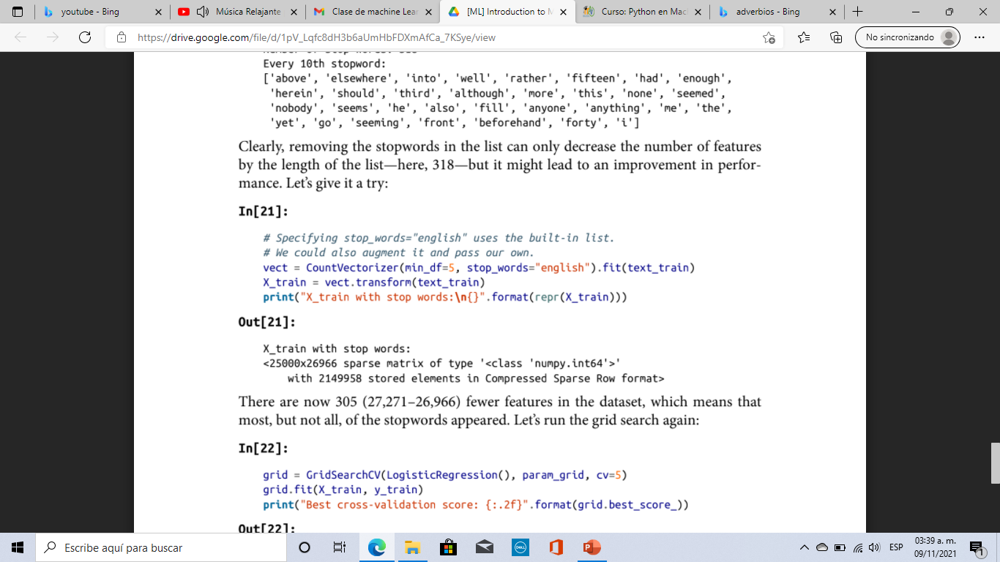 youtube - Bing
Música Relajante
Clase de machine Lear
[ML] Introduction to M
Curso: Python en Mac
adverbios - Bing
https://drive.google.com/file/d/1pV_Lqfc8dH3b6aUmHbFDXmAfCa_7KSye/view
No sincronizando
Every 10th stopword:
['above', 'elsewhere', 'into', 'well', 'rather', 'fifteen', 'had', 'enough',
'herein', 'should', 'third', 'although', 'more', 'this', 'none', 'seemed',
'nobody', 'seems', 'he', 'also', 'fill', 'anyone', 'anything', 'me', 'the',
'yet', 'go', 'seeming', 'front', 'beforehand', 'forty', 'i']
Clearly, removing the stopwords in the list can only decrease the number of features
by the length of the list—here, 318—but it might lead to an improvement in perfor-
mance. Let's give it a try:
In[21]:
# Specifying stop_words="english" uses the built-in list.
# We could also augment it and pass our own.
vect = CountVectorizer(min_df=5, stop_words="english").fit(text_train)
X_train = vect.transform(text_train)
print("X_train with stop words:\n{}".format(repr(X_train)))
Out[21]:
X_train with stop words:
<25000x26966 sparse matrix of type '<class 'numpy.int64'>'
with 2149958 stored elements in Compressed Sparse Row format>
There are now 305 (27,271–26,966) fewer features in the dataset, which means that
most, but not all, of the stopwords appeared. Let's run the grid search again:
In[22]:
grid = GridSearchCV(LogisticRegression(), param_grid, cv=5)
grid.fit(X_train, y_train)
print("Best cross-validation score: {:.2f}".format(grid.best_score_))
Out[22]:
Escribe aquí para buscar
DELL
ESP
03:39 a. m.
09/11/2021
1